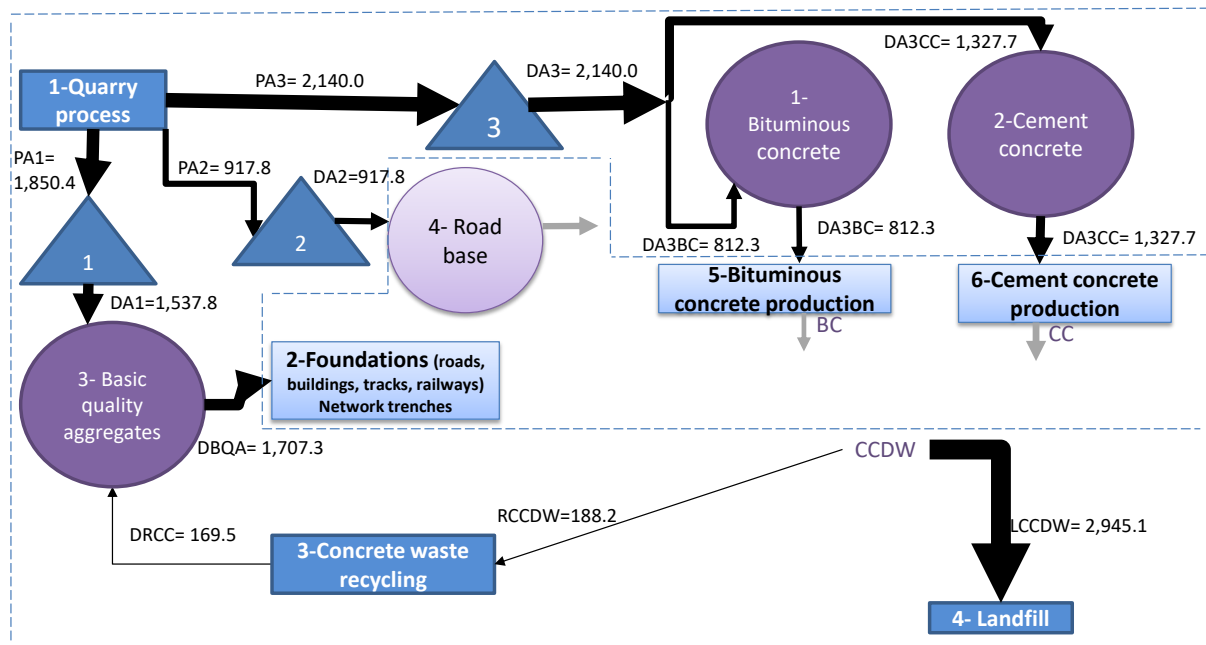 DA3CC= 1,327.7
PA3= 2,140.0
DA3= 2,140.0
1-Quarry
process
3
1-
Bituminous
concrete
2-Cement
concrete
PA1=
1,850.4
PA2= 917.8
DA2=917.8
1
2
4- Road
base
DA3BC= 812.3
DA3BC= 812.3
DA3CC= 1,327.7
5-Bituminous
concrete production
6-Cement concrete
production
DA1=1,537.8
BC
CC
3- Basic
quality
aggregates
2-Foundations (roads,
buildings, tracks, railways)
Network trenches
DBQA= 1,707.3
CCDW
RCCDW=188.2
LCCDW= 2,945.1
DRCC= 169.5
3-Concrete waste
recycling
4- Landfill